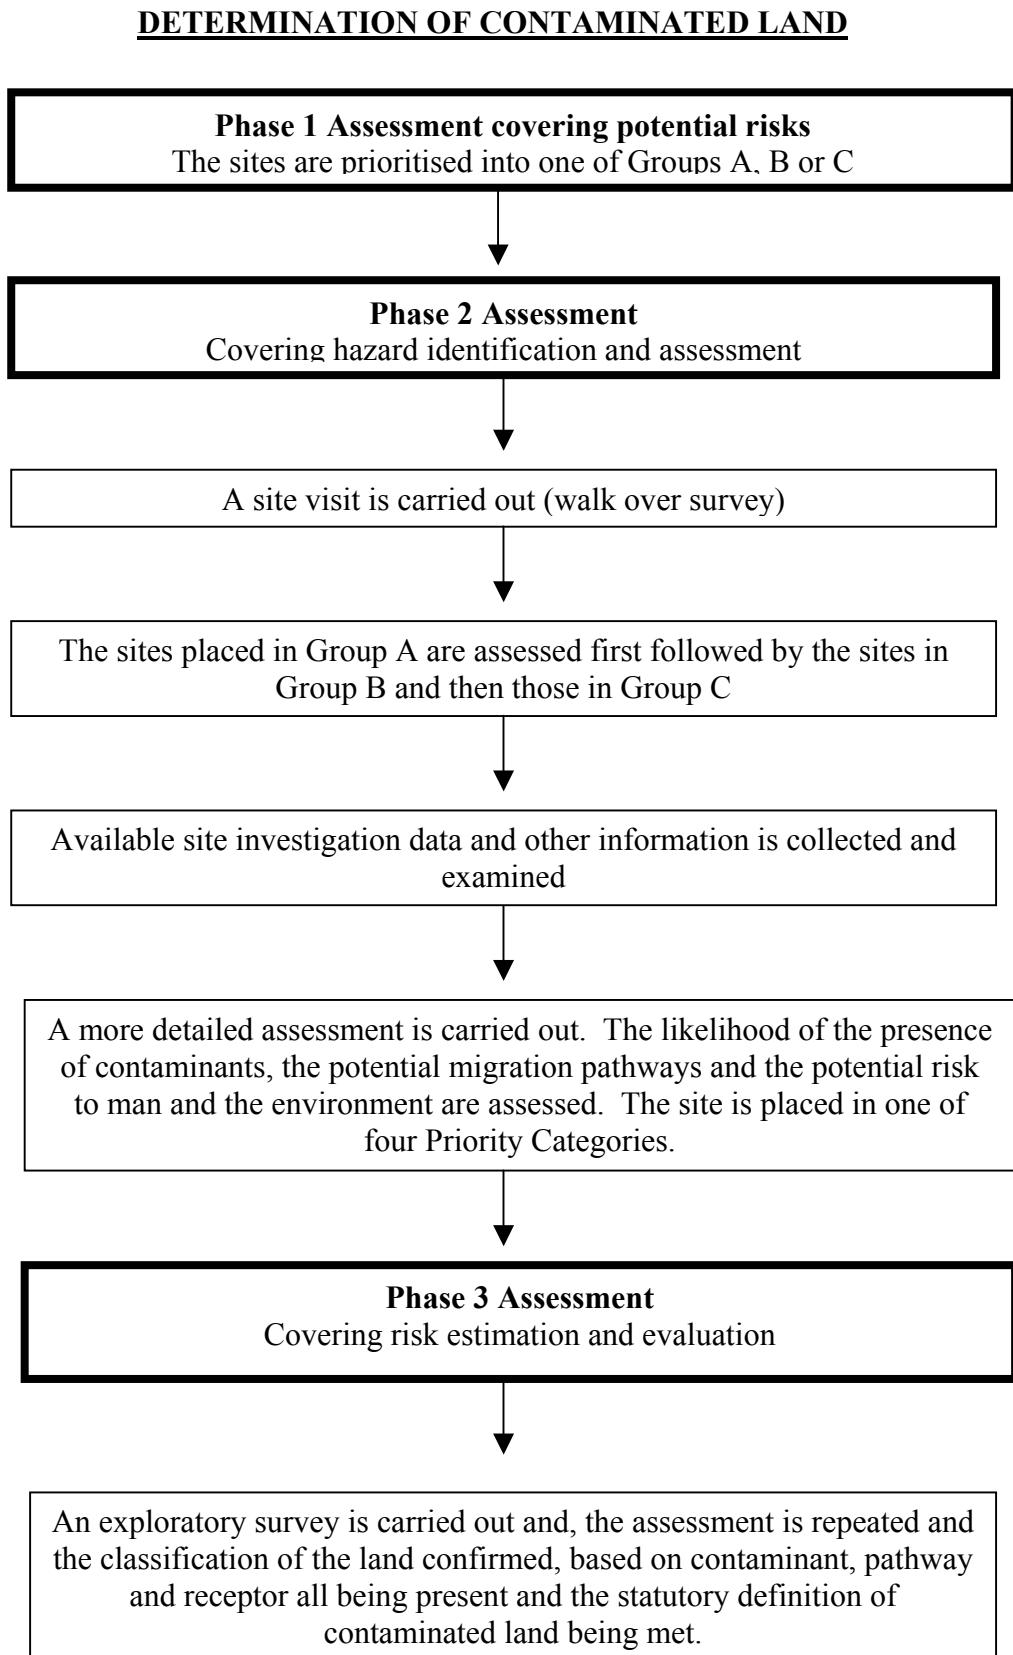 DETERMINATION OF CONTAMINATED LAND
Phase 1 Assessment covering potential risks
The sites are prioritised into one of Groups A, B or C
Phase 2 Assessment
Covering hazard identification and assessment
A site visit is carried out (walk over survey)
The sites placed in Group A are assessed first followed by the sites in
Group B and then those in Group C
Available site investigation data and other information is collected and
examined
A more detailed assessment is carried out.  The likelihood of the presence
of contaminants, the potential migration pathways and the potential risk
to man and the environment are assessed.  The site is placed in one of
four Priority Categories.
Phase 3 Assessment
Covering risk estimation and evaluation
An exploratory survey is carried out and, the assessment is repeated and
the classification of the land confirmed, based on contaminant, pathway
and receptor all being present and the statutory definition of
contaminated land being met.